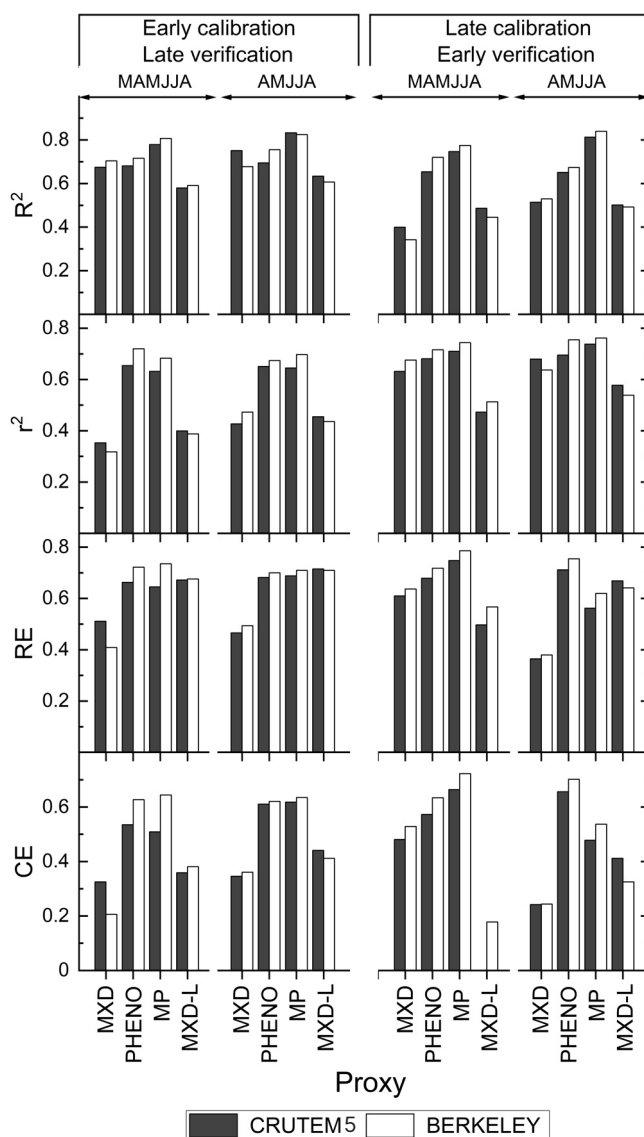 Early calibration
Late verification
Late calibration
Early verification
MAMJJA
AMJJA
MAMJJA
AMJJA
R²
0.8
0.6
0.4
0.2
r²
0.6
0.4
0.2
RE
0.8
0.6
0.4
0.2
CE
0.6
0.4
0.2
0
MXD
PHENO
MP
MXD-L
MXD
PHENO
MP
MXD-L
MXD
PHENO
MP
MXD-L
MXD
PHENO
MP
MXD-L
Proxy
CRUTEM5
BERKELEY